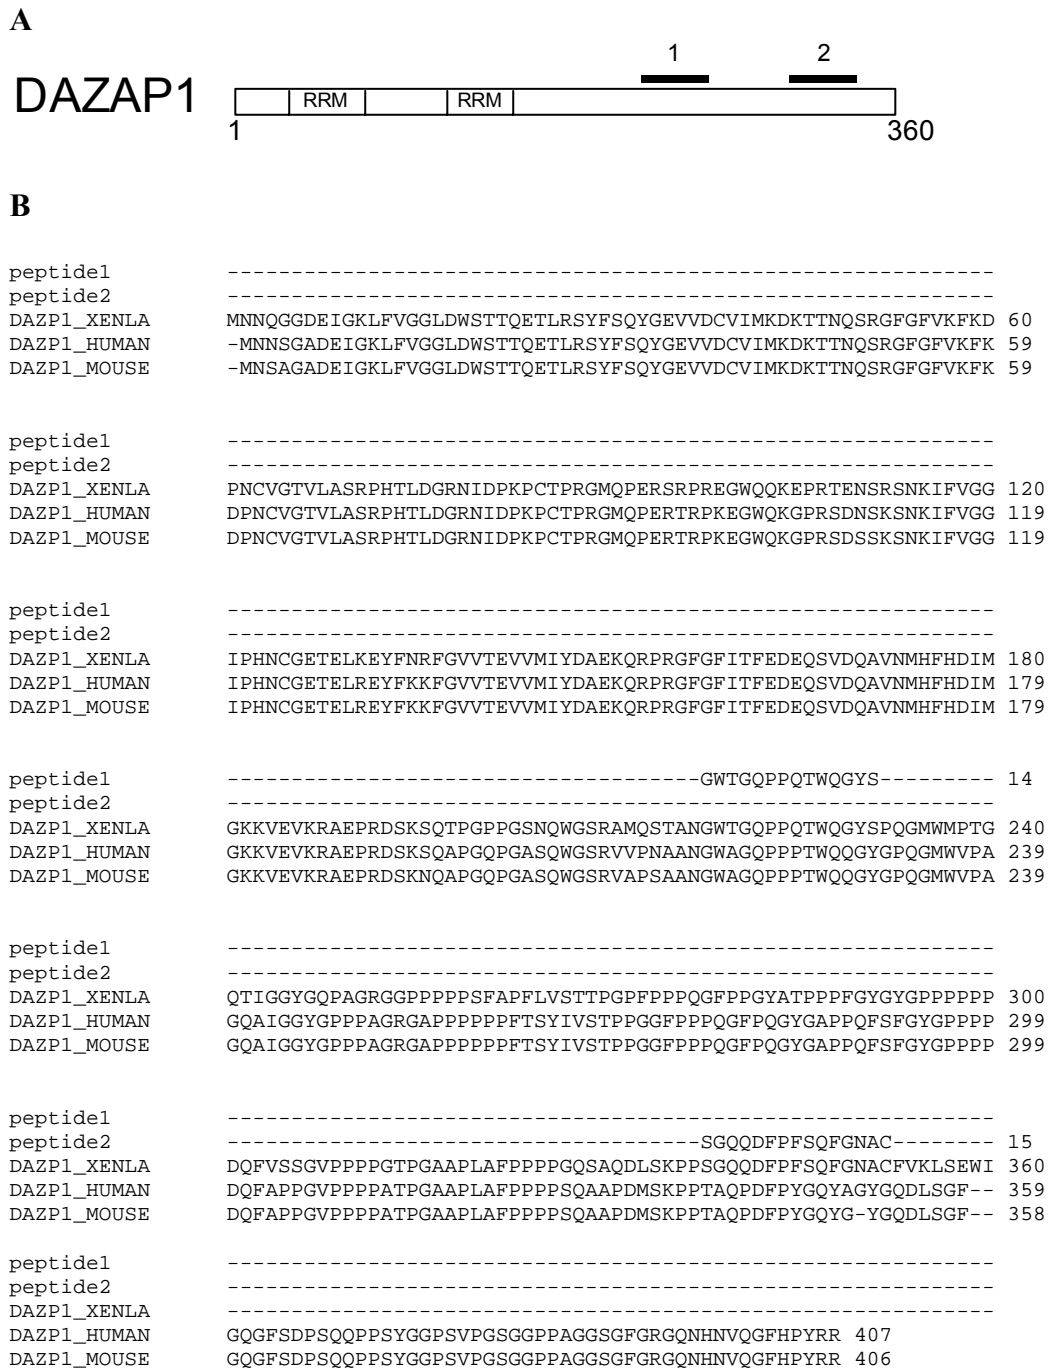 A
1 2
DAZAP1 RRM RRM
1 360
B
peptide1 ------------------------------------------------------------
peptide2 ------------------------------------------------------------
DAZP1_XENLA MNNQGGDEIGKLFVGGLDWSTTQETLRSYFSQYGEVVDCVIMKDKTTNQSRGFGFVKFKD 60
DAZP1_HUMAN -MNNSGADEIGKLFVGGLDWSTTQETLRSYFSQYGEVVDCVIMKDKTTNQSRGFGFVKFK 59
DAZP1_MOUSE -MNSAGADEIGKLFVGGLDWSTTQETLRSYFSQYGEVVDCVIMKDKTTNQSRGFGFVKFK 59
peptide1 ------------------------------------------------------------
peptide2 ------------------------------------------------------------
DAZP1_XENLA PNCVGTVLASRPHTLDGRNIDPKPCTPRGMQPERSRPREGWQQKEPRTENSRSNKIFVGG 120
DAZP1_HUMAN DPNCVGTVLASRPHTLDGRNIDPKPCTPRGMQPERTRPKEGWQKGPRSDNSKSNKIFVGG 119
DAZP1_MOUSE DPNCVGTVLASRPHTLDGRNIDPKPCTPRGMQPERTRPKEGWQKGPRSDSSKSNKIFVGG 119
peptide1 ------------------------------------------------------------
peptide2 ------------------------------------------------------------
DAZP1_XENLA IPHNCGETELKEYFNRFGVVTEVVMIYDAEKQRPRGFGFITFEDEQSVDQAVNMHFHDIM 180
DAZP1_HUMAN IPHNCGETELREYFKKFGVVTEVVMIYDAEKQRPRGFGFITFEDEQSVDQAVNMHFHDIM 179
DAZP1_MOUSE IPHNCGETELREYFKKFGVVTEVVMIYDAEKQRPRGFGFITFEDEQSVDQAVNMHFHDIM 179
peptide1 -------------------------------------GWTGQPPQTWQGYS--------- 14
peptide2 ------------------------------------------------------------
DAZP1_XENLA GKKVEVKRAEPRDSKSQTPGPPGSNQWGSRAMQSTANGWTGQPPQTWQGYSPQGMWMPTG 240
DAZP1_HUMAN GKKVEVKRAEPRDSKSQAPGQPGASQWGSRVVPNAANGWAGQPPPTWQQGYGPQGMWVPA 239
DAZP1_MOUSE GKKVEVKRAEPRDSKNQAPGQPGASQWGSRVAPSAANGWAGQPPPTWQQGYGPQGMWVPA 239
peptide1 ------------------------------------------------------------
peptide2 ------------------------------------------------------------
DAZP1_XENLA QTIGGYGQPAGRGGPPPPPSFAPFLVSTTPGPFPPPQGFPPGYATPPPFGYGYGPPPPPP 300
DAZP1_HUMAN GQAIGGYGPPPAGRGAPPPPPPFTSYIVSTPPGGFPPPQGFPQGYGAPPQFSFGYGPPPP 299
DAZP1_MOUSE GQAIGGYGPPPAGRGAPPPPPPFTSYIVSTPPGGFPPPQGFPQGYGAPPQFSFGYGPPPP 299
peptide1 ------------------------------------------------------------
peptide2 -------------------------------------SGQQDFPFSQFGNAC-------- 15
DAZP1_XENLA DQFVSSGVPPPPGTPGAAPLAFPPPPGQSAQDLSKPPSGQQDFPFSQFGNACFVKLSEWI 360
DAZP1_HUMAN DQFAPPGVPPPPATPGAAPLAFPPPPSQAAPDMSKPPTAQPDFPYGQYAGYGQDLSGF-- 359
DAZP1_MOUSE DQFAPPGVPPPPATPGAAPLAFPPPPSQAAPDMSKPPTAQPDFPYGQYG-YGQDLSGF-- 358
peptide1 ------------------------------------------------------------
peptide2 ------------------------------------------------------------
DAZP1_XENLA ------------------------------------------------------------
DAZP1_HUMAN GQGFSDPSQQPPSYGGPSVPGSGGPPAGGSGFGRGQNHNVQGFHPYRR 407
DAZP1_MOUSE GQGFSDPSQQPPSYGGPSVPGSGGPPAGGSGFGRGQNHNVQGFHPYRR 406